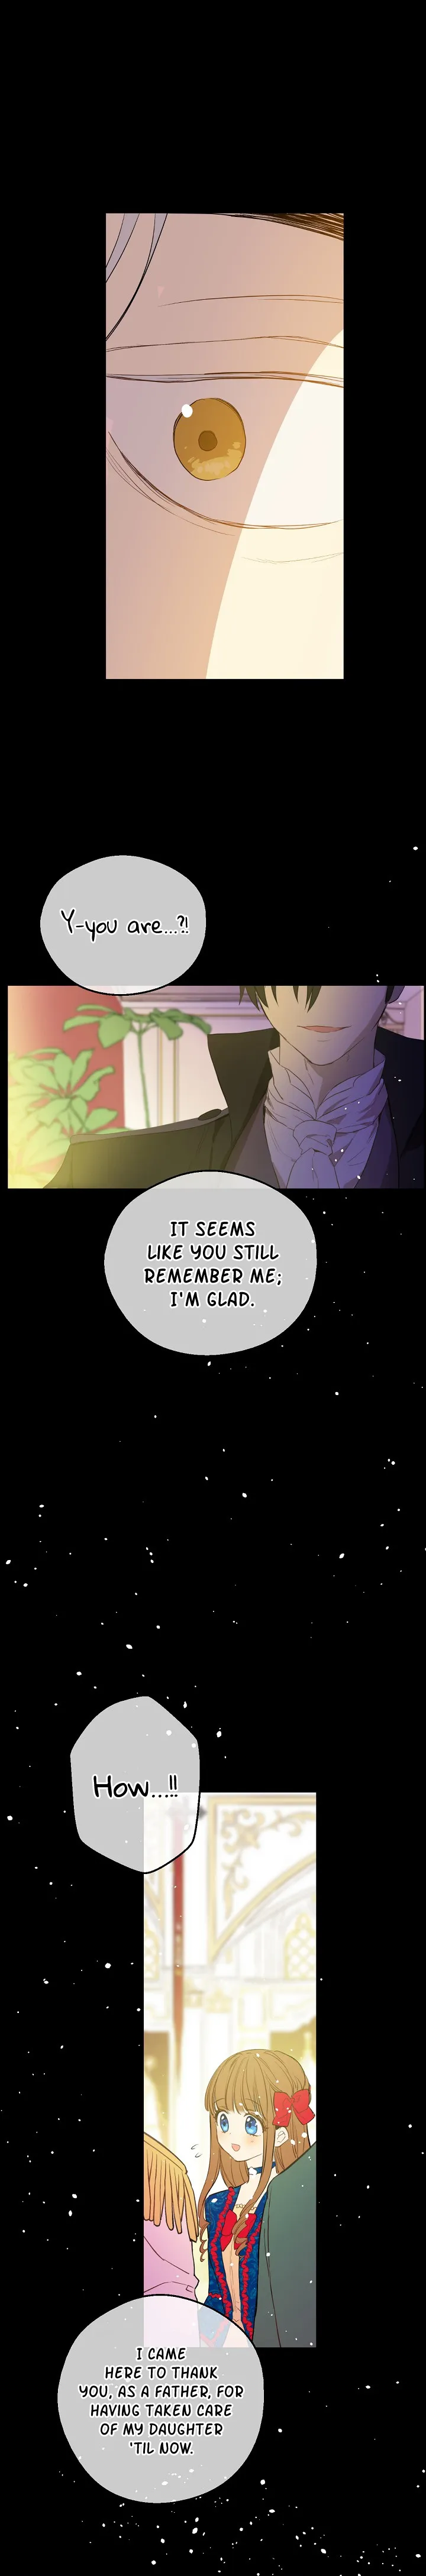 Y-you are...?!
IT SEEMS
LIKE YOU STILL
REMEMBER ME;
I'M GLAD.
How...!!
I CAME
HERE TO THANK
YOU, AS A FATHER, FOR
HAVING TAKEN CARE
OF MY DAUGHTER
'TIL NOW.